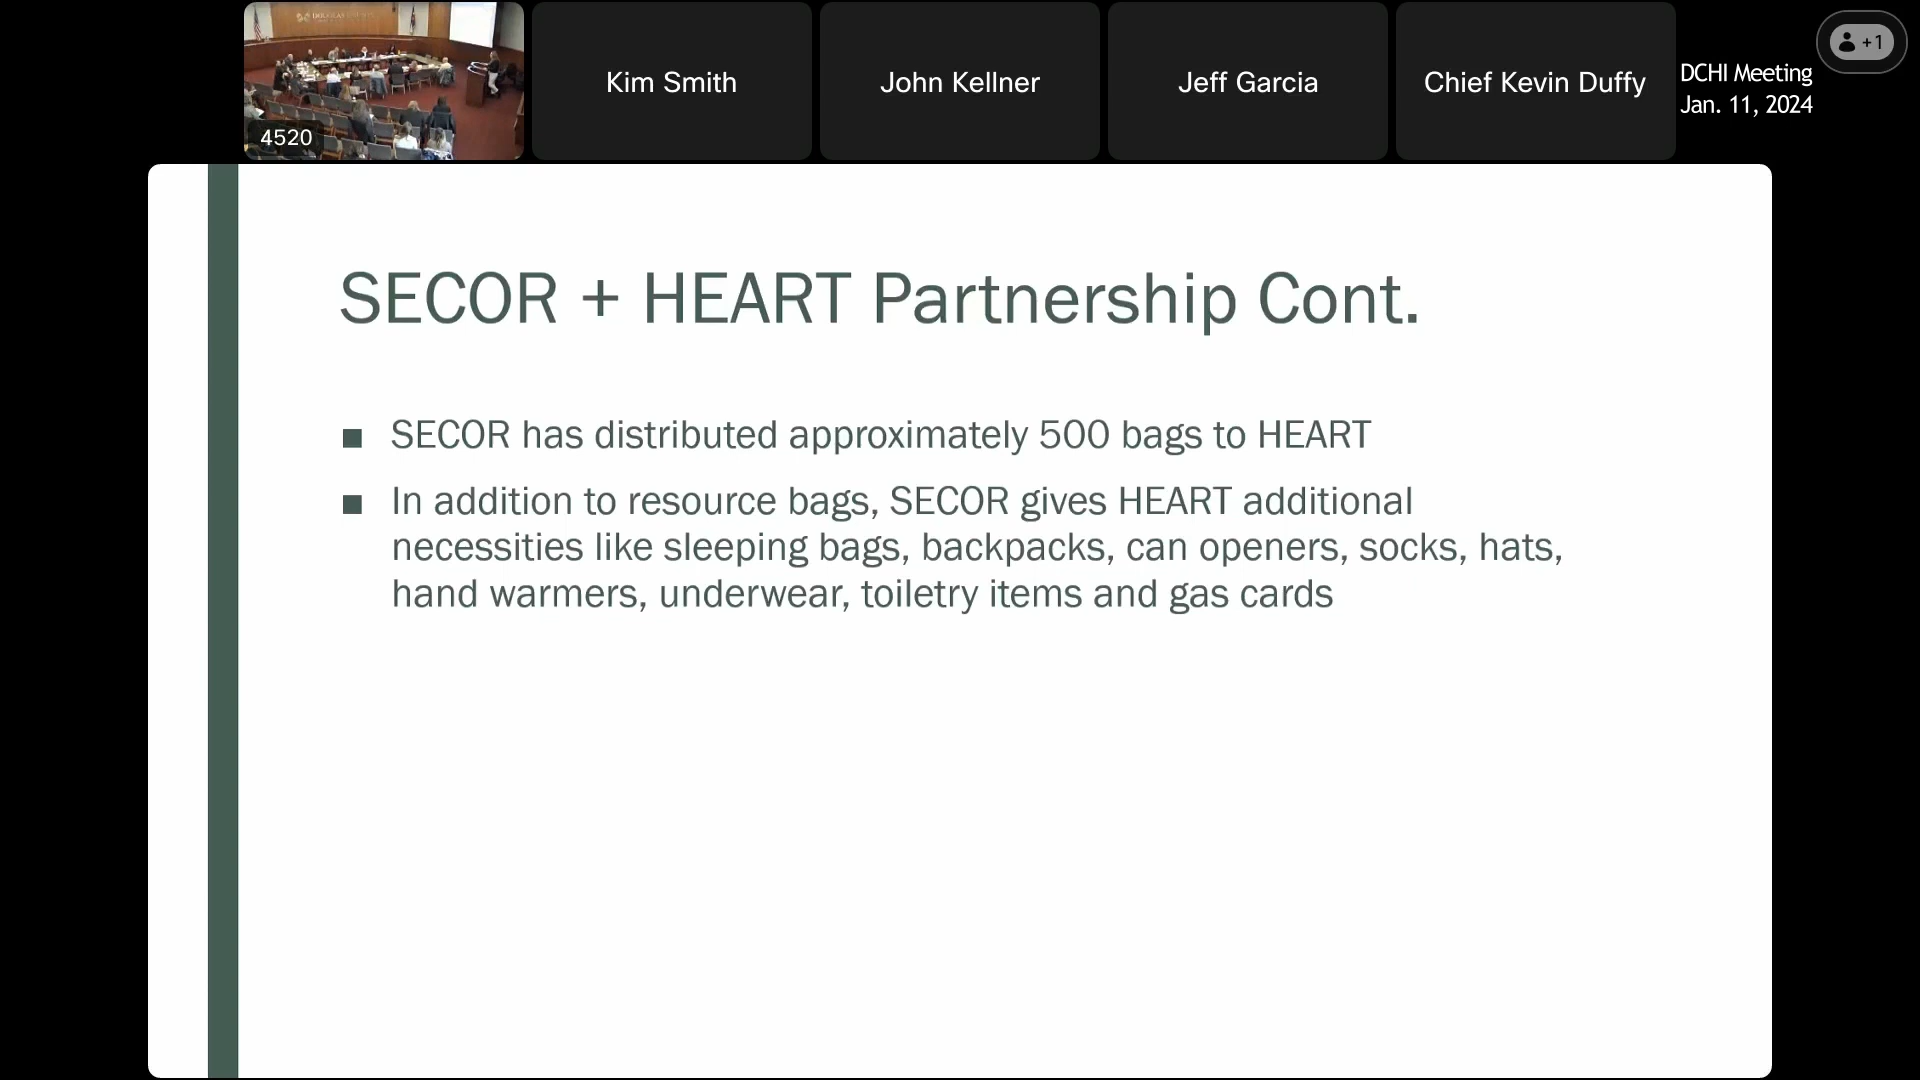 DOUGLAS COUNTY
4520
Kim Smith
John Kellner
Jeff Garcia
Chief Kevin Duffy
DCHI Meeting
Jan. 11, 2024
+1
SECOR + HEART Partnership Cont.
■ SECOR has distributed approximately 500 bags to HEART
■ In addition to resource bags, SECOR gives HEART additional
necessities like sleeping bags, backpacks, can openers, socks, hats,
hand warmers, underwear, toiletry items and gas cards